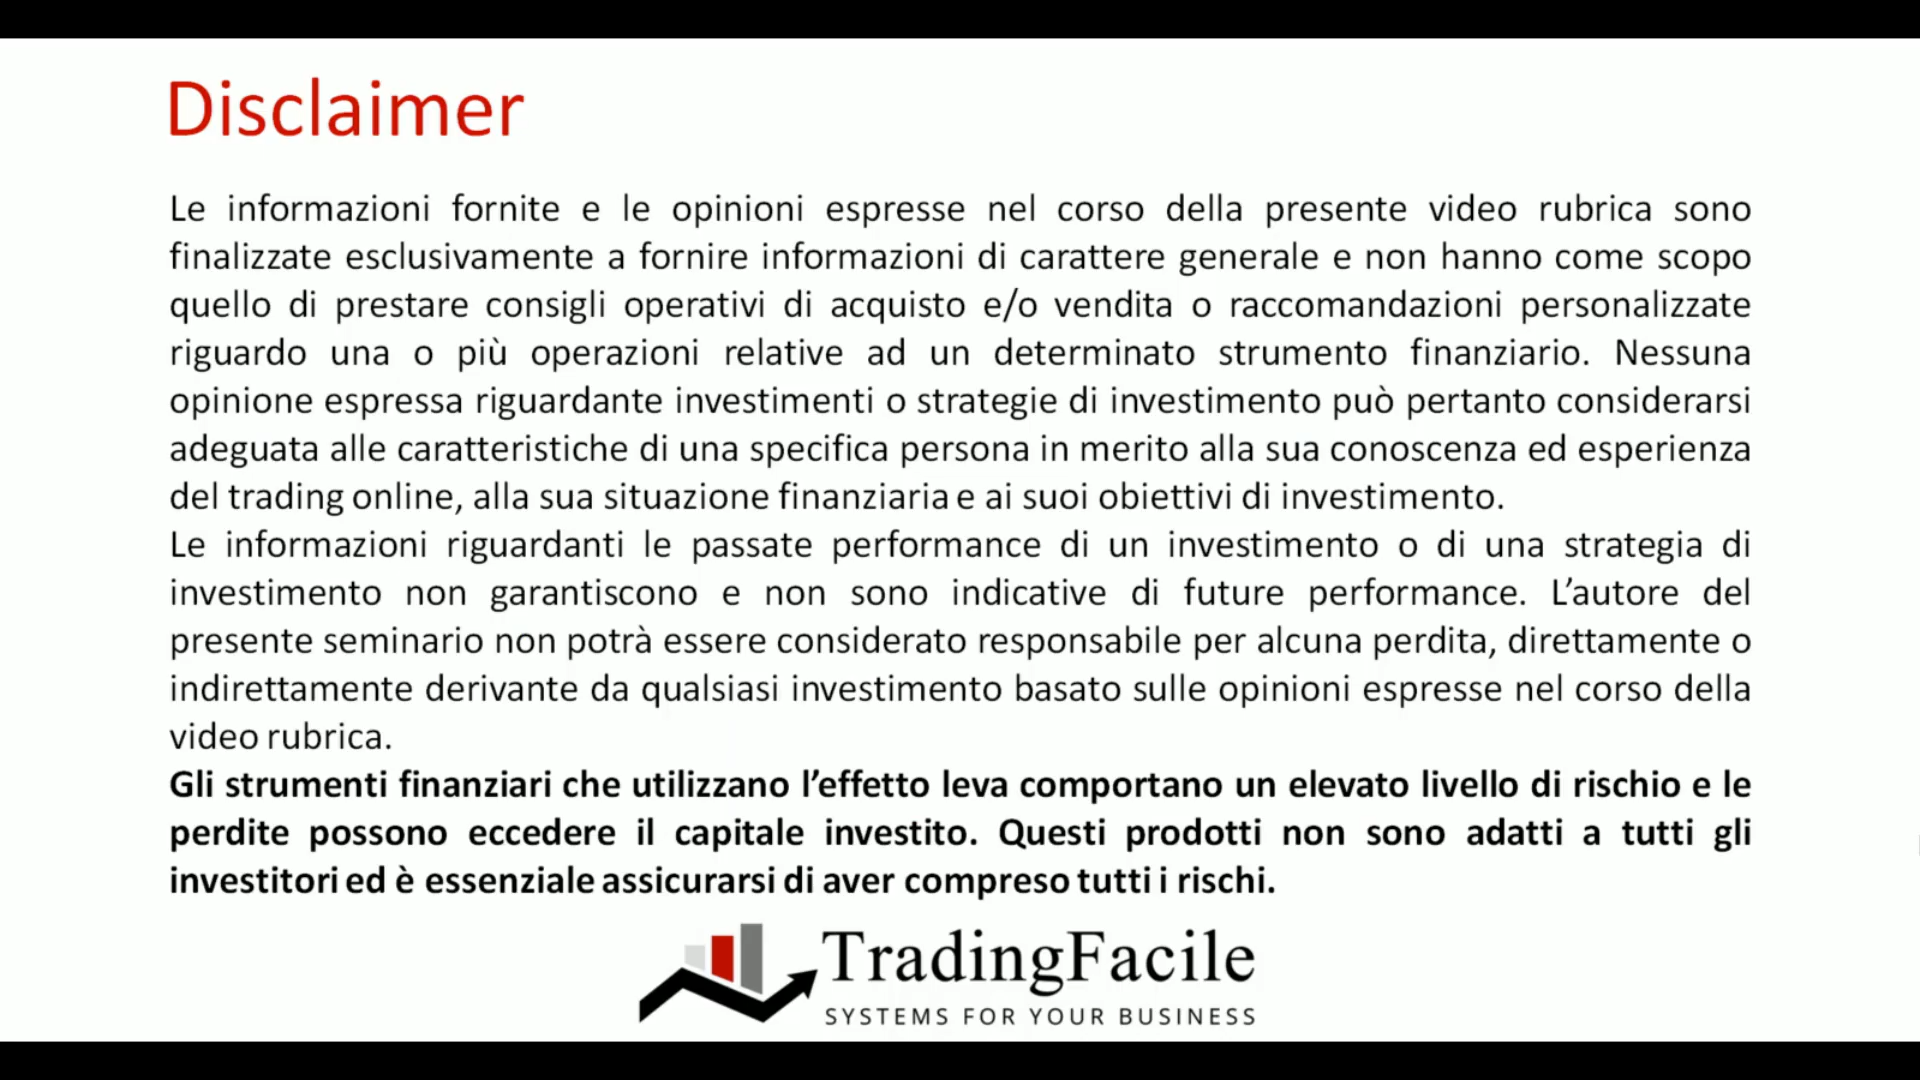 Disclaimer
Le informazioni fornite e le opinioni espresse nel corso della presente video rubrica sono
finalizzate esclusivamente a fornire informazioni di carattere generale e non hanno come scopo
quello di prestare consigli operativi di acquisto e/o vendita o raccomandazioni personalizzate
riguardo una o più operazioni relative ad un determinato strumento finanziario. Nessuna
opinione espressa riguardante investimenti o strategie di investimento può pertanto considerarsi
adeguata alle caratteristiche di una specifica persona in merito alla sua conoscenza ed esperienza
del trading online, alla sua situazione finanziaria e ai suoi obiettivi di investimento.
Le informazioni riguardanti le passate performance di un investimento o di una strategia di
investimento non garantiscono e non sono indicative di future performance. L’autore del
presente seminario non potrà essere considerato responsabile per alcuna perdita, direttamente o
indirettamente derivante da qualsiasi investimento basato sulle opinioni espresse nel corso della
video rubrica.
Gli strumenti finanziari che utilizzano l’effetto leva comportano un elevato livello di rischio e le
perdite possono eccedere il capitale investito. Questi prodotti non sono adatti a tutti gli
investitori ed è essenziale assicurarsi di aver compreso tutti i rischi.
TradingFacile
SYSTEMS FOR YOUR BUSINESS